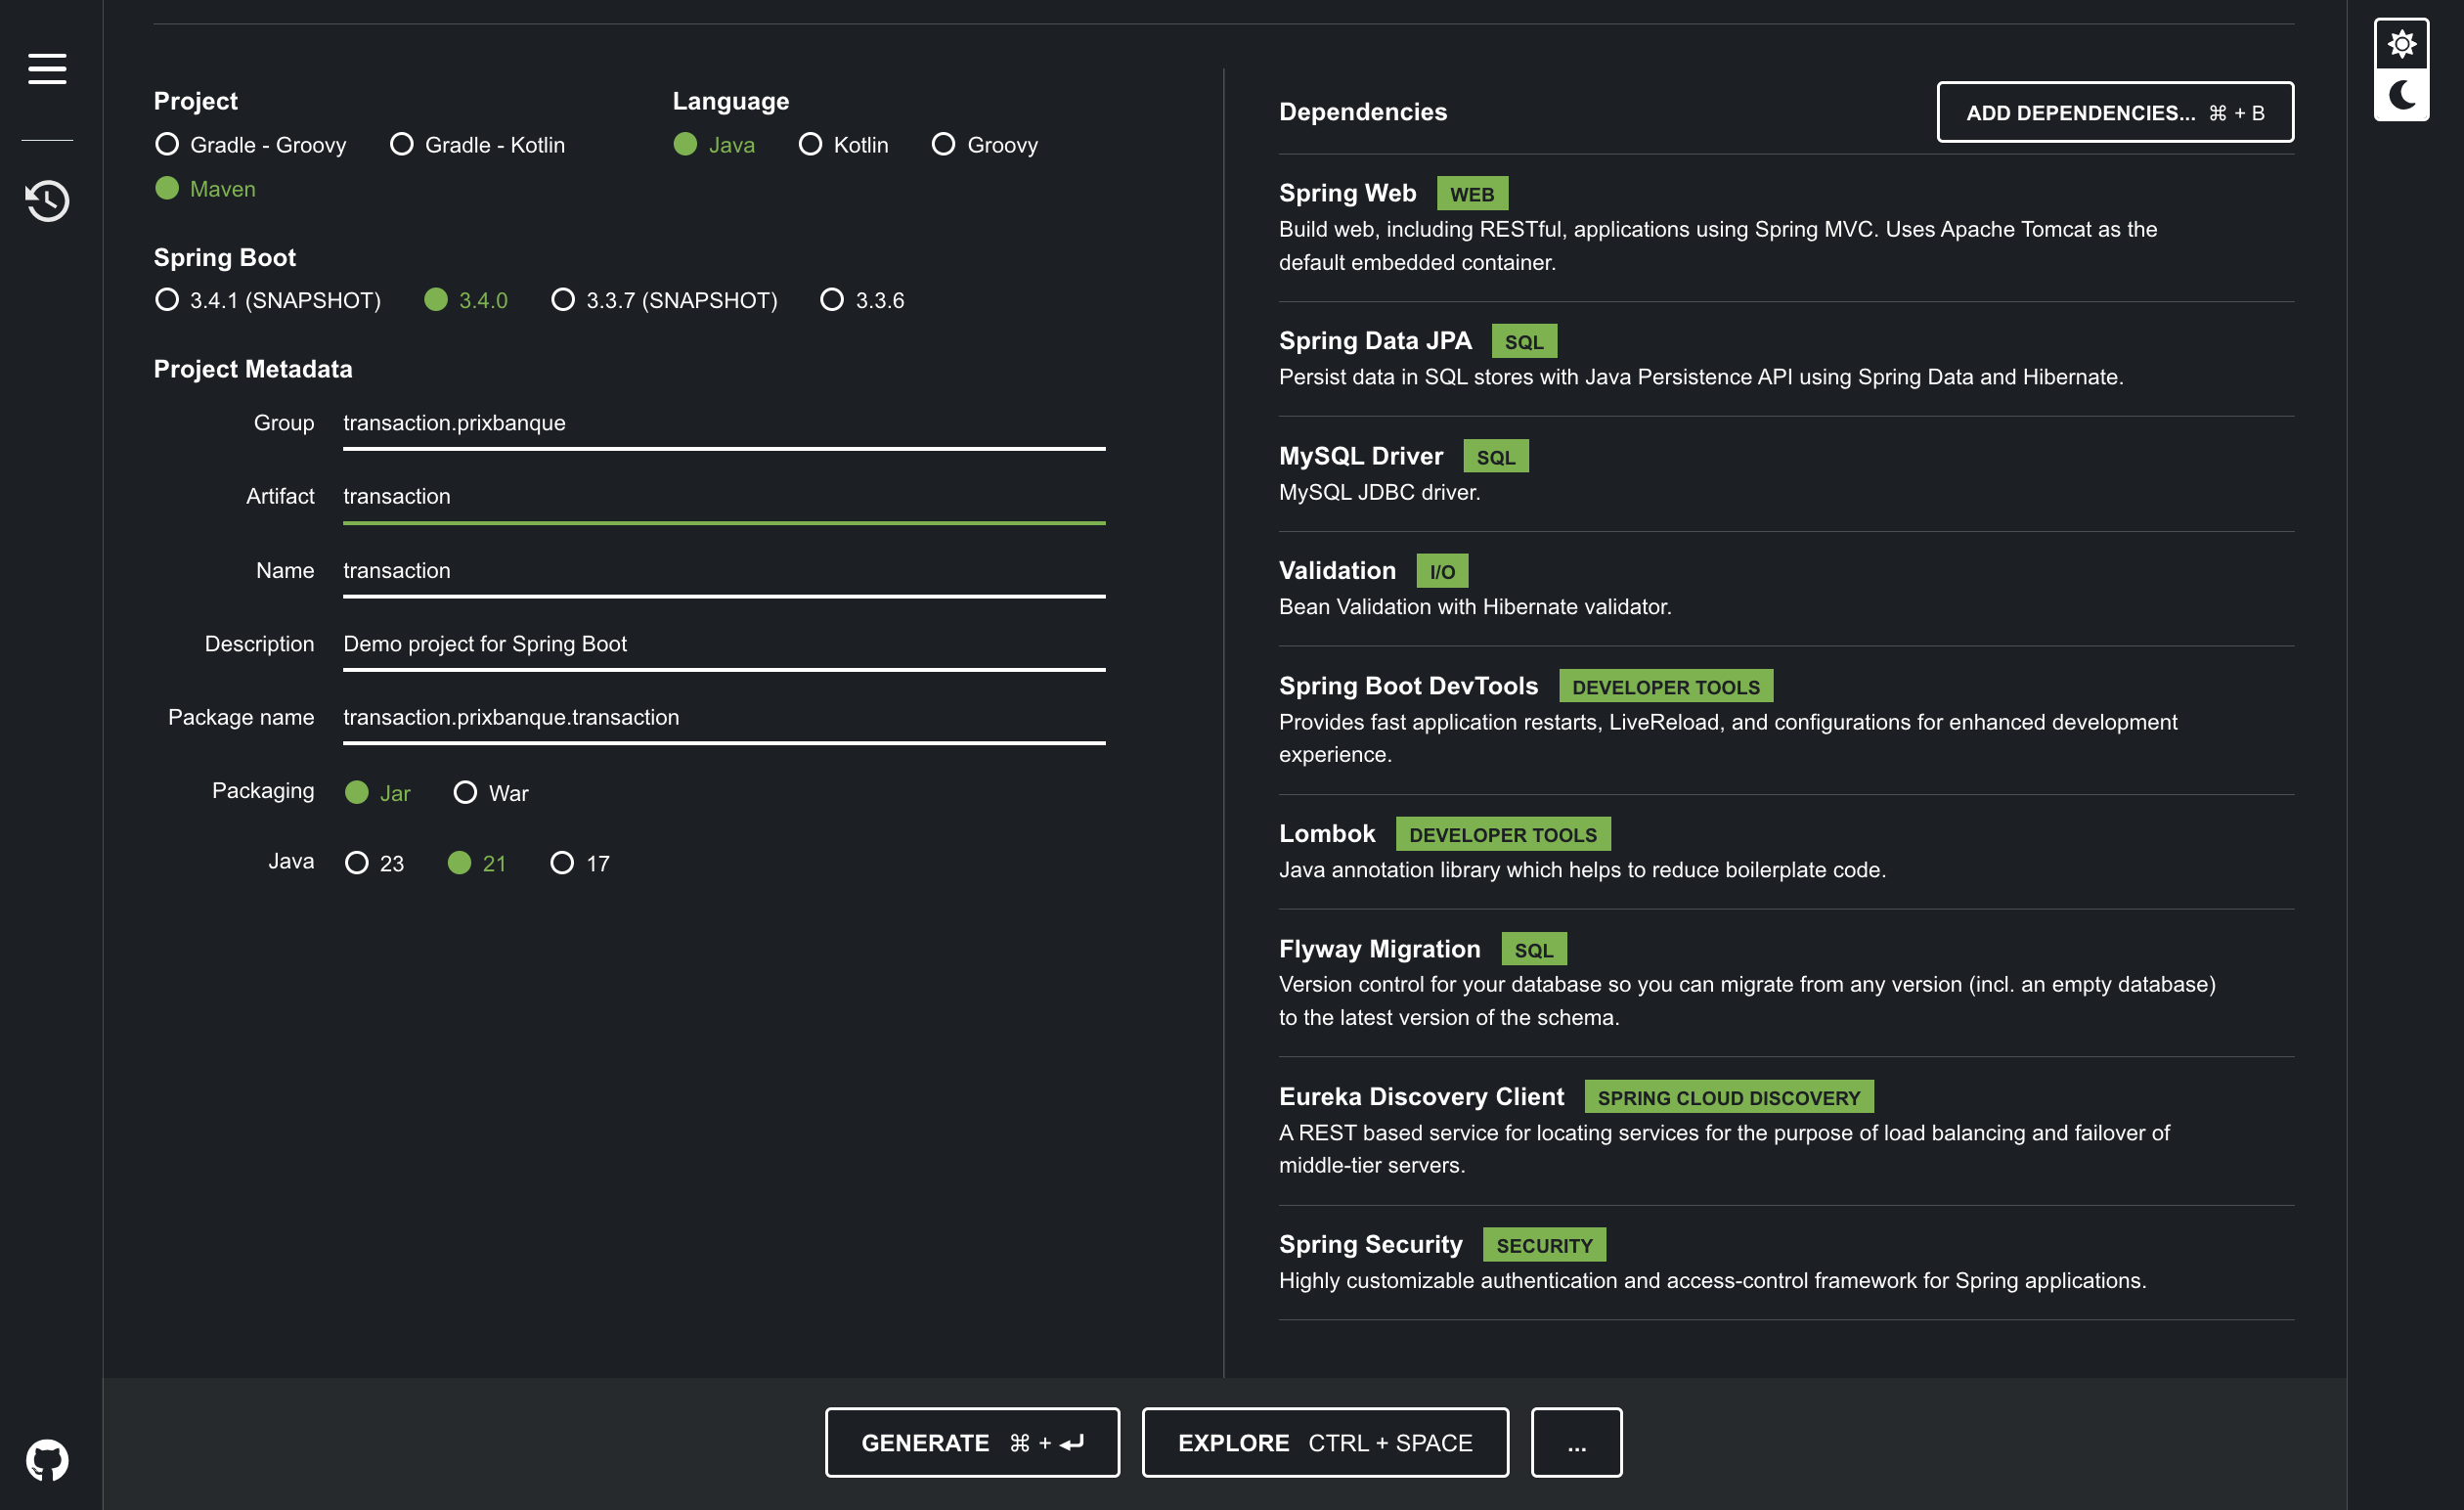 Project
Gradle - Groovy Gradle - Kotlin
Maven
Language
Java Kotlin Groovy
Spring Boot
3.4.1 (SNAPSHOT) 3.4.0 3.3.7 (SNAPSHOT) 3.3.6
Project Metadata
Group transaction.prixbanque
Artifact transaction
Name transaction
Description Demo project for Spring Boot
Package name transaction.prixbanque.transaction
Packaging Jar War
Java 23 21 17
Dependencies ADD DEPENDENCIES... ⌘ + B
Spring Web WEB
Build web, including RESTful, applications using Spring MVC. Uses Apache Tomcat as the
default embedded container.
Spring Data JPA SQL
Persist data in SQL stores with Java Persistence API using Spring Data and Hibernate.
MySQL Driver SQL
MySQL JDBC driver.
Validation I/O
Bean Validation with Hibernate validator.
Spring Boot DevTools DEVELOPER TOOLS
Provides fast application restarts, LiveReload, and configurations for enhanced development
experience.
Lombok DEVELOPER TOOLS
Java annotation library which helps to reduce boilerplate code.
Flyway Migration SQL
Version control for your database so you can migrate from any version (incl. an empty database)
to the latest version of the schema.
Eureka Discovery Client SPRING CLOUD DISCOVERY
A REST based service for locating services for the purpose of load balancing and failover of
middle-tier servers.
Spring Security SECURITY
Highly customizable authentication and access-control framework for Spring applications.
GENERATE ⌘ + ⏎ EXPLORE CTRL + SPACE ...